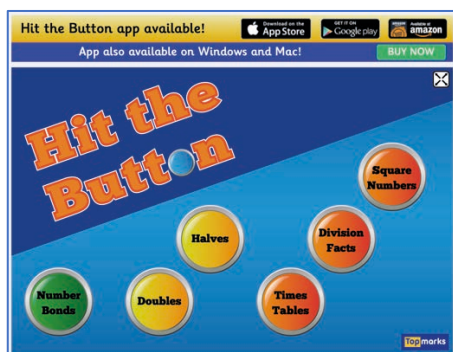 Hit the Button app available!
Download on the
App Store
GET IT ON
Google play
Available at
amazon
App also available on Windows and Mac!
BUY NOW
Hit the
Button
Square
Numbers
Halves
Division
Facts
Number
Bonds
Doubles
Times
Tables
Topmarks